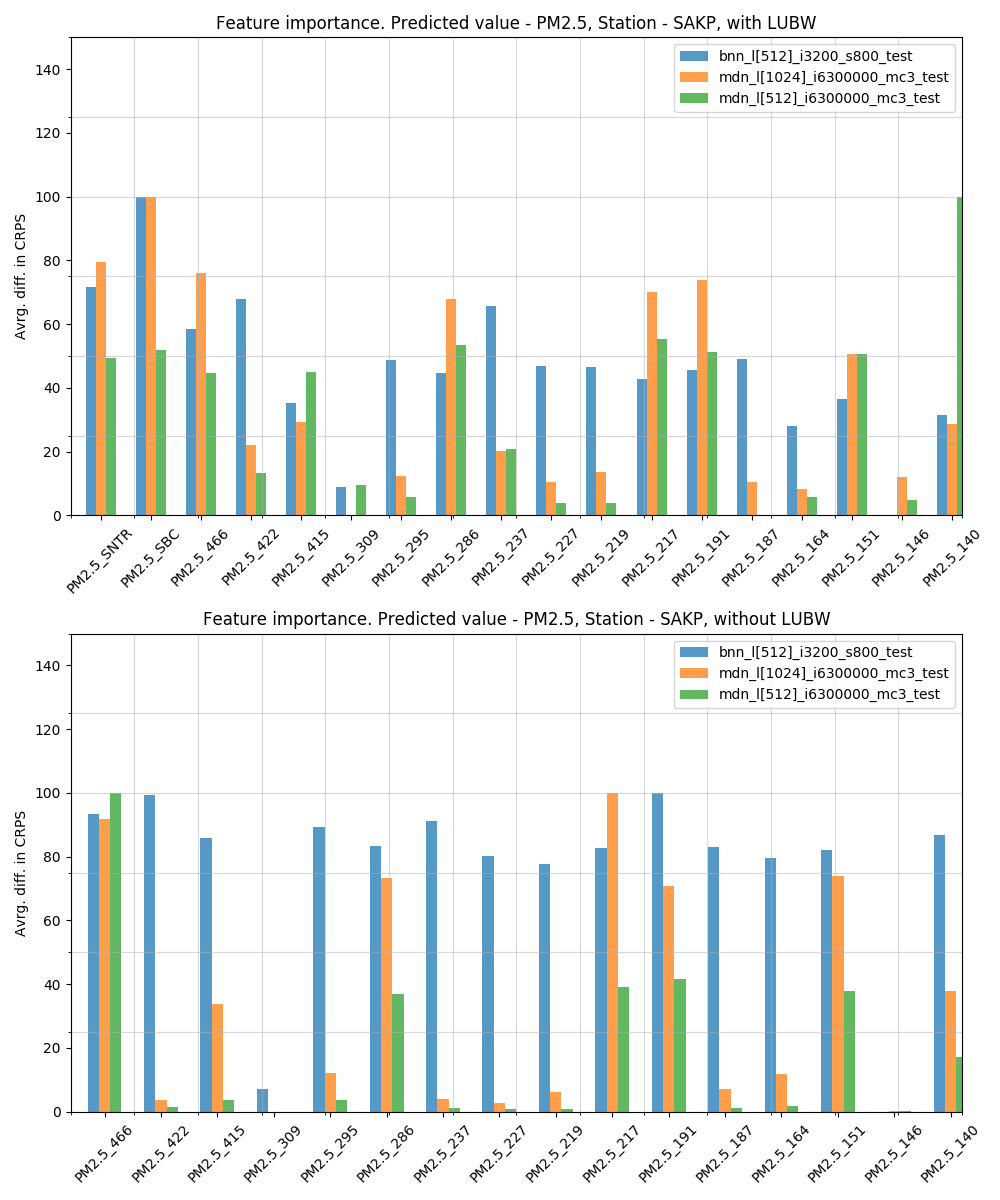 Feature importance. Predicted value - PM2.5, Station - SAKP, with LUBW
bnn_l[512]_i3200_s800_test
mdn_l[1024]_i6300000_mc3_test
mdn_l[512]_i6300000_mc3_test
Avrg. diff. in CRPS
140
120
100
80
60
40
20
0
PM2.5_SNTR
PM2.5_SBC
PM2.5_466
PM2.5_422
PM2.5_415
PM2.5_309
PM2.5_295
PM2.5_286
PM2.5_237
PM2.5_227
PM2.5_219
PM2.5_217
PM2.5_191
PM2.5_187
PM2.5_164
PM2.5_151
PM2.5_146
PM2.5_140
Feature importance. Predicted value - PM2.5, Station - SAKP, without LUBW
bnn_l[512]_i3200_s800_test
mdn_l[1024]_i6300000_mc3_test
mdn_l[512]_i6300000_mc3_test
Avrg. diff. in CRPS
140
120
100
80
60
40
20
0
PM2.5_466
PM2.5_422
PM2.5_415
PM2.5_309
PM2.5_295
PM2.5_286
PM2.5_237
PM2.5_227
PM2.5_219
PM2.5_217
PM2.5_191
PM2.5_187
PM2.5_164
PM2.5_151
PM2.5_146
PM2.5_140